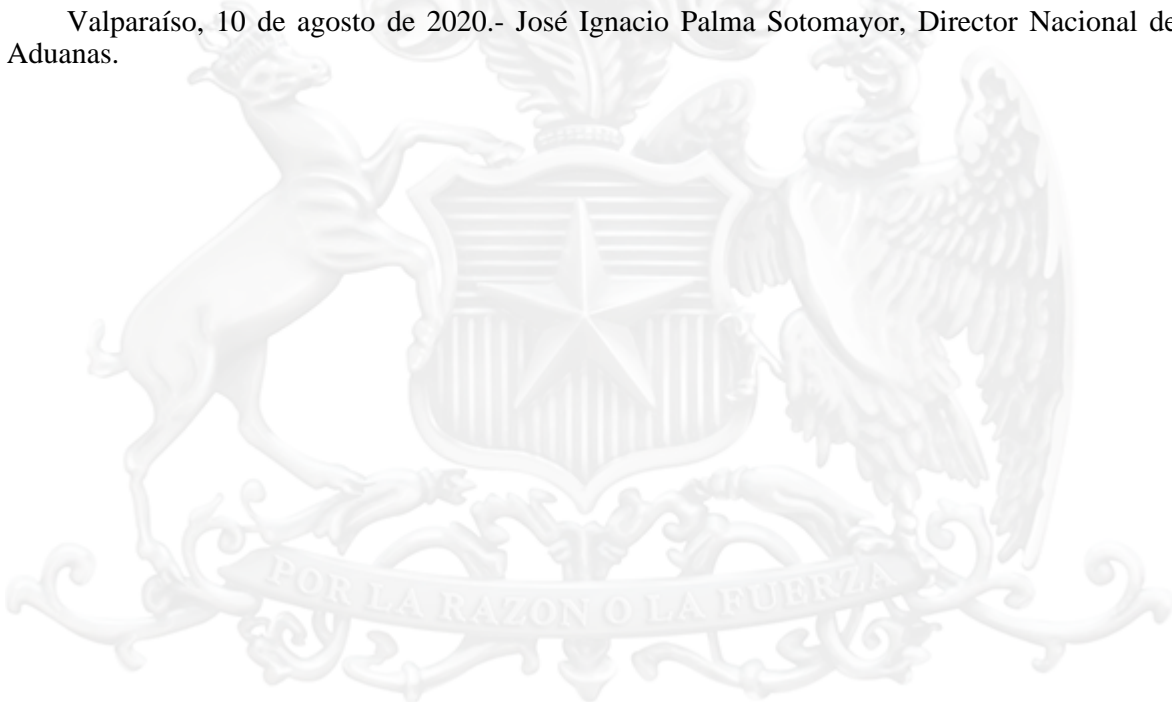 Valparaíso, 10 de agosto de 2020.- José Ignacio Palma Sotomayor, Director Nacional de
Aduanas.
POR LA RAZON O LA FUERZA